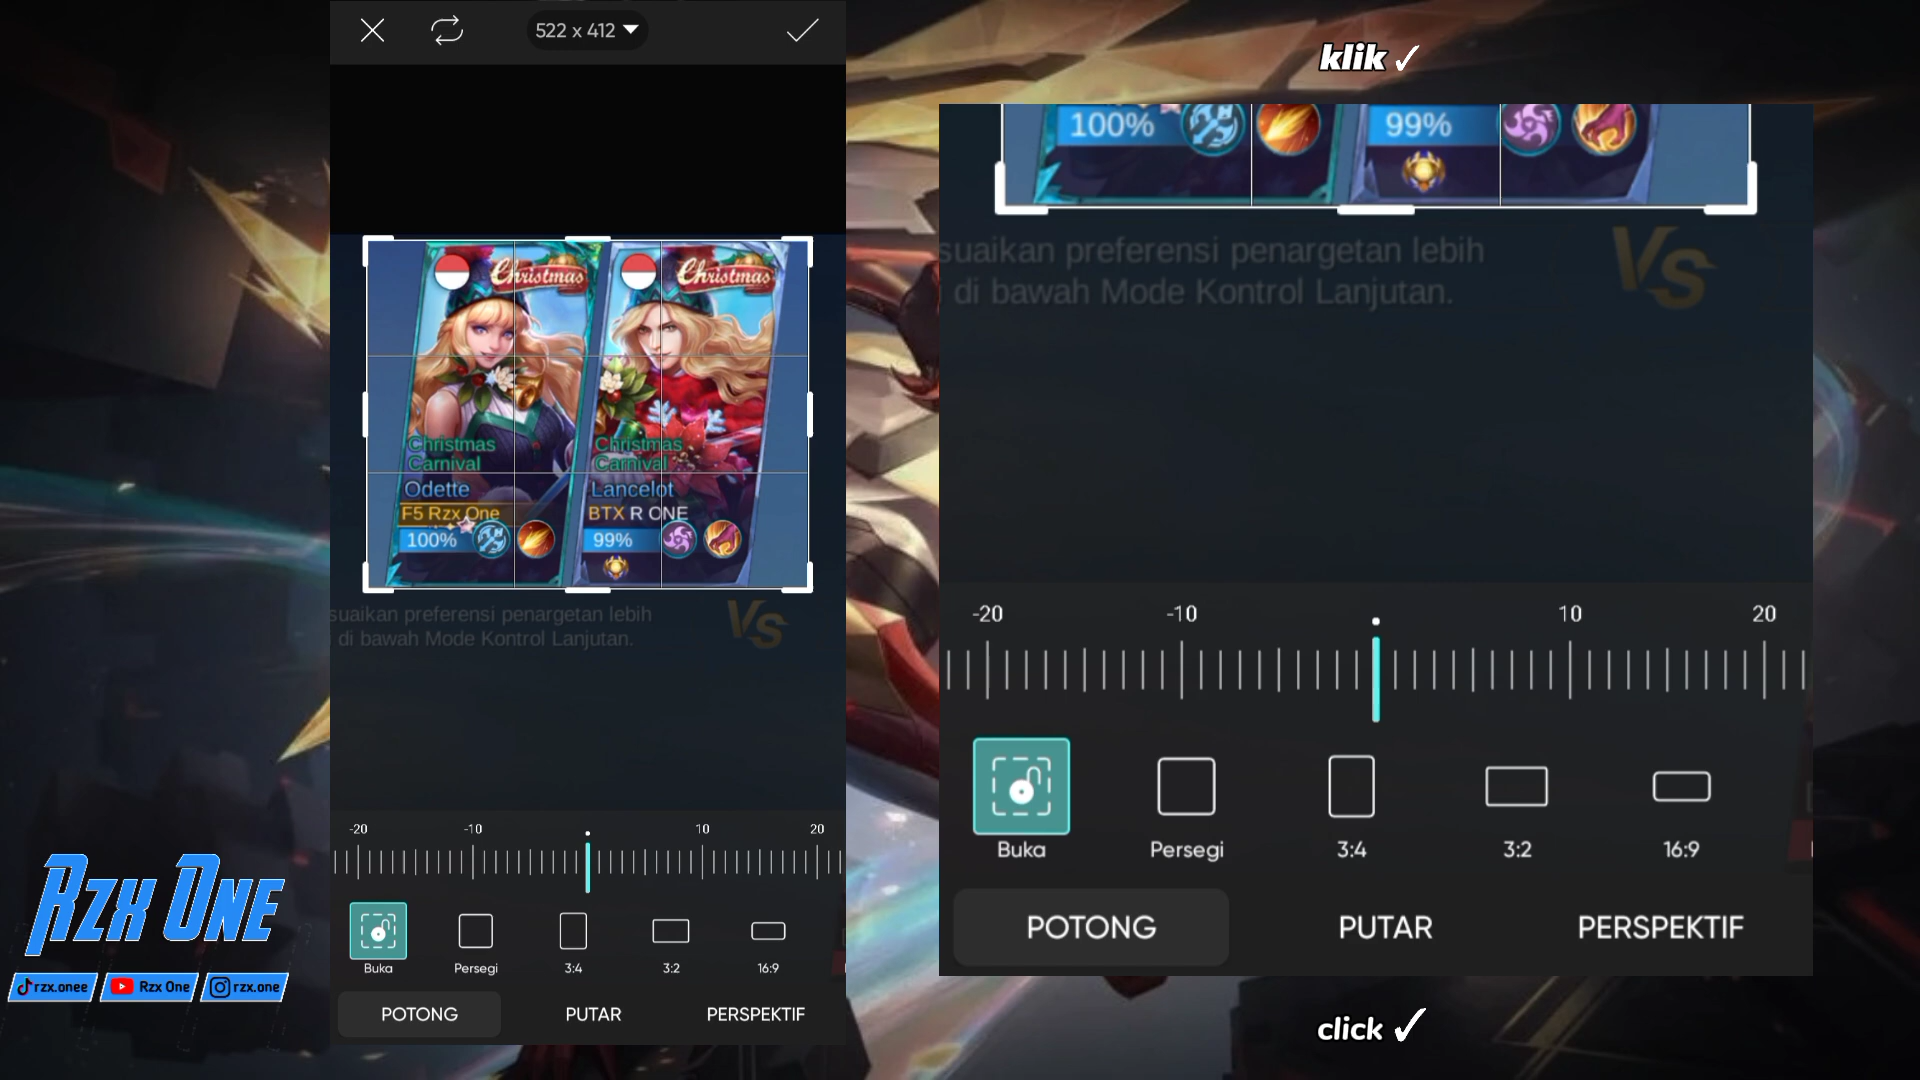 522 x 412
Christmas
Christmas
Christmas
Carnival
Odette
F5 Rzx One
100%
Christmas
Carnival
Lancelot
BTX R ONE
99%
suaikan preferensi penargetan lebih
di bawah Mode Kontrol Lanjutan.
VS
-20
-10
10
20
Buka
Persegi
3:4
3:2
16:9
POTONG
PUTAR
PERSPEKTIF
Rzx One
rzx.onee
Rzx One
rzx.one
klik ✓
100%
99%
suaikan preferensi penargetan lebih
di bawah Mode Kontrol Lanjutan.
VS
-20
-10
10
20
Buka
Persegi
3:4
3:2
16:9
POTONG
PUTAR
PERSPEKTIF
click ✓